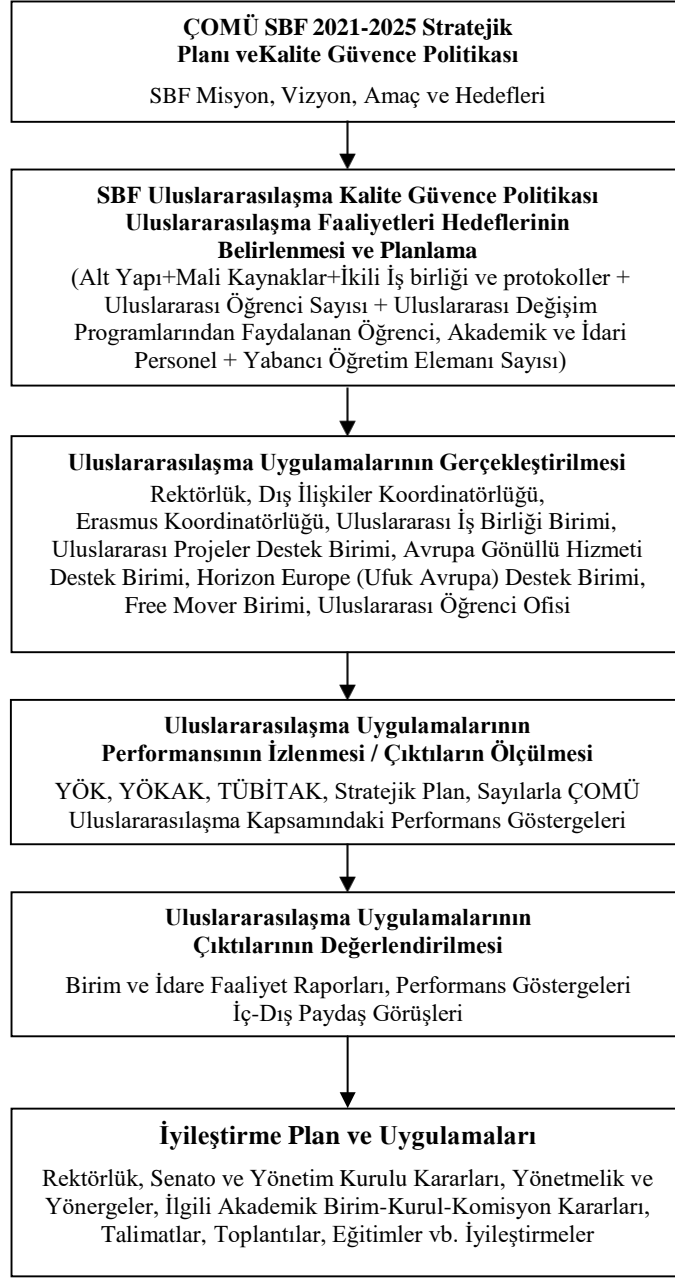 ÇOMÜ SBF 2021-2025 Stratejik
Planı veKalite Güvence Politikası
SBF Misyon, Vizyon, Amaç ve Hedefleri
SBF Uluslararasılaşma Kalite Güvence Politikası
Uluslararasılaşma Faaliyetleri Hedeflerinin
Belirlenmesi ve Planlama
(Alt Yapı+Mali Kaynaklar+İkili İş birliği ve protokoller +
Uluslararası Öğrenci Sayısı + Uluslararası Değişim
Programlarından Faydalanan Öğrenci, Akademik ve İdari
Personel + Yabancı Öğretim Elemanı Sayısı)
Uluslararasılaşma Uygulamalarının Gerçekleştirilmesi
Rektörlük, Dış İlişkiler Koordinatörlüğü,
Erasmus Koordinatörlüğü, Uluslararası İş Birliği Birimi,
Uluslararası Projeler Destek Birimi, Avrupa Gönüllü Hizmeti
Destek Birimi, Horizon Europe (Ufuk Avrupa) Destek Birimi,
Free Mover Birimi, Uluslararası Öğrenci Ofisi
Uluslararasılaşma Uygulamalarının
Performansının İzlenmesi / Çıktıların Ölçülmesi
YÖK, YÖKAK, TÜBİTAK, Stratejik Plan, Sayılarla ÇOMÜ
Uluslararasılaşma Kapsamındaki Performans Göstergeleri
Uluslararasılaşma Uygulamalarının
Çıktılarının Değerlendirilmesi
Birim ve İdare Faaliyet Raporları, Performans Göstergeleri
İç-Dış Paydaş Görüşleri
İyileştirme Plan ve Uygulamaları
Rektörlük, Senato ve Yönetim Kurulu Kararları, Yönetmelik ve
Yönergeler, İlgili Akademik Birim-Kurul-Komisyon Kararları,
Talimatlar, Toplantılar, Eğitimler vb. İyileştirmeler